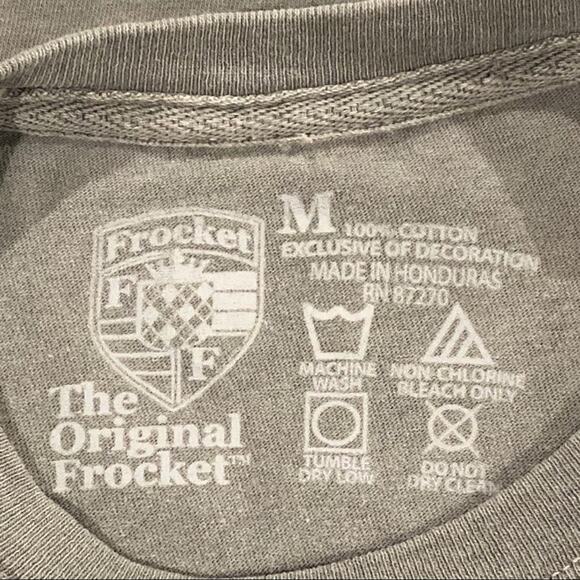 Frocket
F
F
The
Original
Frocket™
M
100% COTTON
EXCLUSIVE OF DECORATION
MADE IN HONDURAS
RN 87270
MACHINE
WASH
NON-CHLORINE
BLEACH ONLY
TUMBLE
DRY LOW
DO NOT
DRY CLEAN